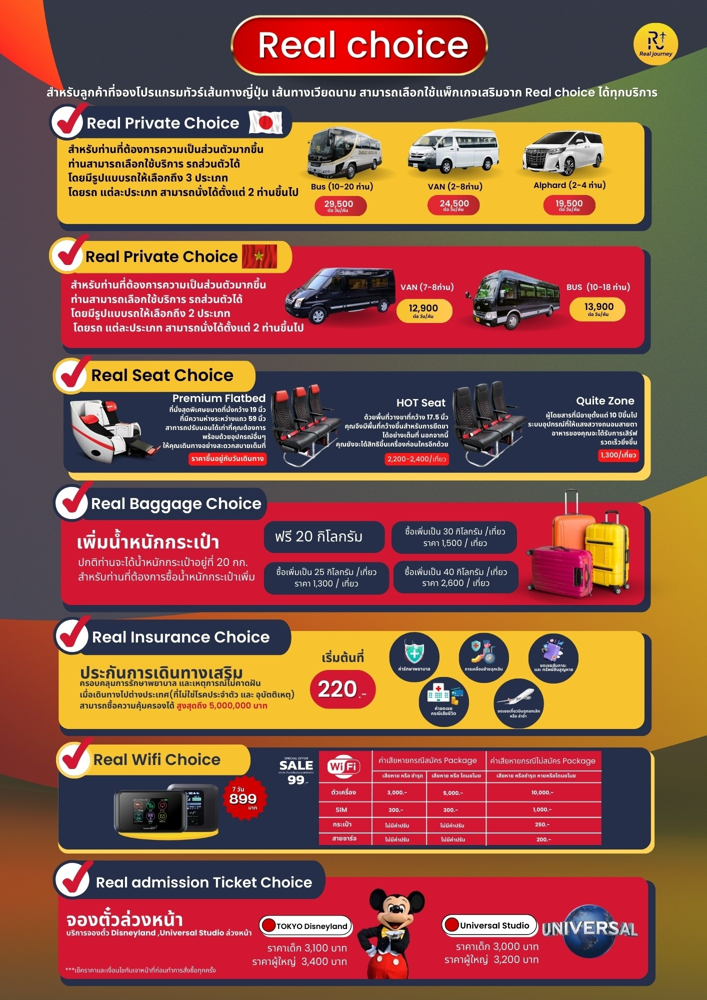 Real choice
RJ
Real journey
สำหรับลูกค้าที่จองโปรแกรมทัวร์เส้นทางญี่ปุ่น เส้นทางเวียดนาม สามารถเลือกใช้แพ็กเกจเสริมจาก Real choice ได้ทุกบริการ
Real Private Choice
สำหรับท่านที่ต้องการความเป็นส่วนตัวมากขึ้น
ท่านสามารถเลือกใช้บริการ รถส่วนตัวได้
โดยมีรูปแบบรถให้เลือกถึง 3 ประเภท
โดยรถ แต่ละประเภท สามารถนั่งได้ตั้งแต่ 2 ท่านขึ้นไป
Bus (10-20 ท่าน)
29,500
ต่อ วัน/คัน
VAN (2-8ท่าน)
24,500
ต่อ วัน/คัน
Alphard (2-4 ท่าน)
19,500
ต่อ วัน/คัน
Real Private Choice
สำหรับท่านที่ต้องการความเป็นส่วนตัวมากขึ้น
ท่านสามารถเลือกใช้บริการ รถส่วนตัวได้
โดยมีรูปแบบรถให้เลือกถึง 2 ประเภท
โดยรถ แต่ละประเภท สามารถนั่งได้ตั้งแต่ 2 ท่านขึ้นไป
VAN (7-8ท่าน)
12,900
ต่อ วัน/คัน
BUS (10-18 ท่าน)
13,900
ต่อ วัน/คัน
Real Seat Choice
Premium Flatbed
ที่นั่งสุดพิเศษขนาดที่นั่งกว้าง 19 นิ้ว
ที่มีความห่างระหว่างแถว 59 นิ้ว
สาทารถปรับนอนได้เท่าที่คุณต้องการ
พร้อมด้วยอุปกรณ์อื่นๆ
ให้คุณเดินทางอย่างสะดวกสบายเต็มที่
ราคาขึ้นอยู่กับวันเดินทาง
HOT Seat
ด้วยพื้นที่วางขาที่กว้าง 17.5 นิ้ว
คุณจึงมีพื้นที่กว้างขึ้นสำหรับการยืดขา
ได้อย่างเต็มที่ นอกจากนี้
คุณยังจะได้สิทธิขึ้นเครื่องก่อนใครอีกด้วย
2,200-2,400/เที่ยว
Quite Zone
ผู้โดยสารที่มีอายุตั้งแต่ 10 ปีขึ้นไป
ระบบอุปกรณ์ที่ให้แสงสว่างถนอมสายตา
อาหารของคุณจะได้รับการเสิร์ฟ
รวดเร็วยิ่งขึ้น
1,300/เที่ยว
Real Baggage Choice
เพิ่มน้ำหนักกระเป๋า
ปกติท่านจะได้น้ำหนักกระเป๋าอยู่ที่ 20 กก.
สำหรับท่านที่ต้องการซื้อน้ำหนักกระเป๋าเพิ่ม
ฟรี 20 กิโลกรัม
ซื้อเพิ่มเป็น 30 กิโลกรัม /เที่ยว
ราคา 1,500 / เที่ยว
ซื้อเพิ่มเป็น 25 กิโลกรัม /เที่ยว
ราคา 1,300 / เที่ยว
ซื้อเพิ่มเป็น 40 กิโลกรัม /เที่ยว
ราคา 2,600 / เที่ยว
Real Insurance Choice
ประกันการเดินทางเสริม
ครอบคลุมการรักษาพยาบาล และเหตุการณ์ไม่คาดฝัน
เมื่อเดินทางไปต่างประเทศ(ที่ไม่ใช่โรคประจำตัว และ อุบัตติเหตุ)
สามารถซื้อความคุ้มครองได้ สูงสุดถึง 5,000,000 บาท
เริ่มต้นที่
220.-
ค่ารักษาพยาบาล
การเคลื่อนย้ายฉุกเฉิน
ชดเชยสัมภาระ
และ ทรัพย์สินสูญหาย
ค่าชดเชย
กรณีเสียชีวิต
ชดเชยเที่ยวบินถูกยกเลิก
หรือ ล่าช้า
Real Wifi Choice
7 วัน
899
บาท
SPECIAL OFFER
SALE
99.-
WiFi
ค่าเสียหายกรณีสมัคร Package
ค่าเสียหายกรณีไม่สมัคร Package
เสียหาย หรือ ชำรุด
เสียหาย หรือ โดนขโมย
เสียหาย หรือชำรุด หายหรือโดนขโมย
ตัวเครื่อง 3,000.- 5,000.- 10,000.-
SIM 300.- 300.- 1,000.-
กระเป๋า ไม่มีค่าปรับ ไม่มีค่าปรับ 250.-
สายชาร์จ ไม่มีค่าปรับ ไม่มีค่าปรับ 200.-
Real admission Ticket Choice
จองตั๋วล่วงหน้า
บริการจองตั๋ว Disneyland ,Universal Studio ล่วงหน้า
TOKYO Disneyland
ราคาเด็ก 3,100 บาท
ราคาผู้ใหญ่ 3,400 บาท
Universal Studio
ราคาเด็ก 3,000 บาท
ราคาผู้ใหญ่ 3,200 บาท
UNIVERSAL
***เช็คราคาและเงื่อนไขกับเจาหน้าที่ก่อนทำการสั่งซื้อทุกครั้ง